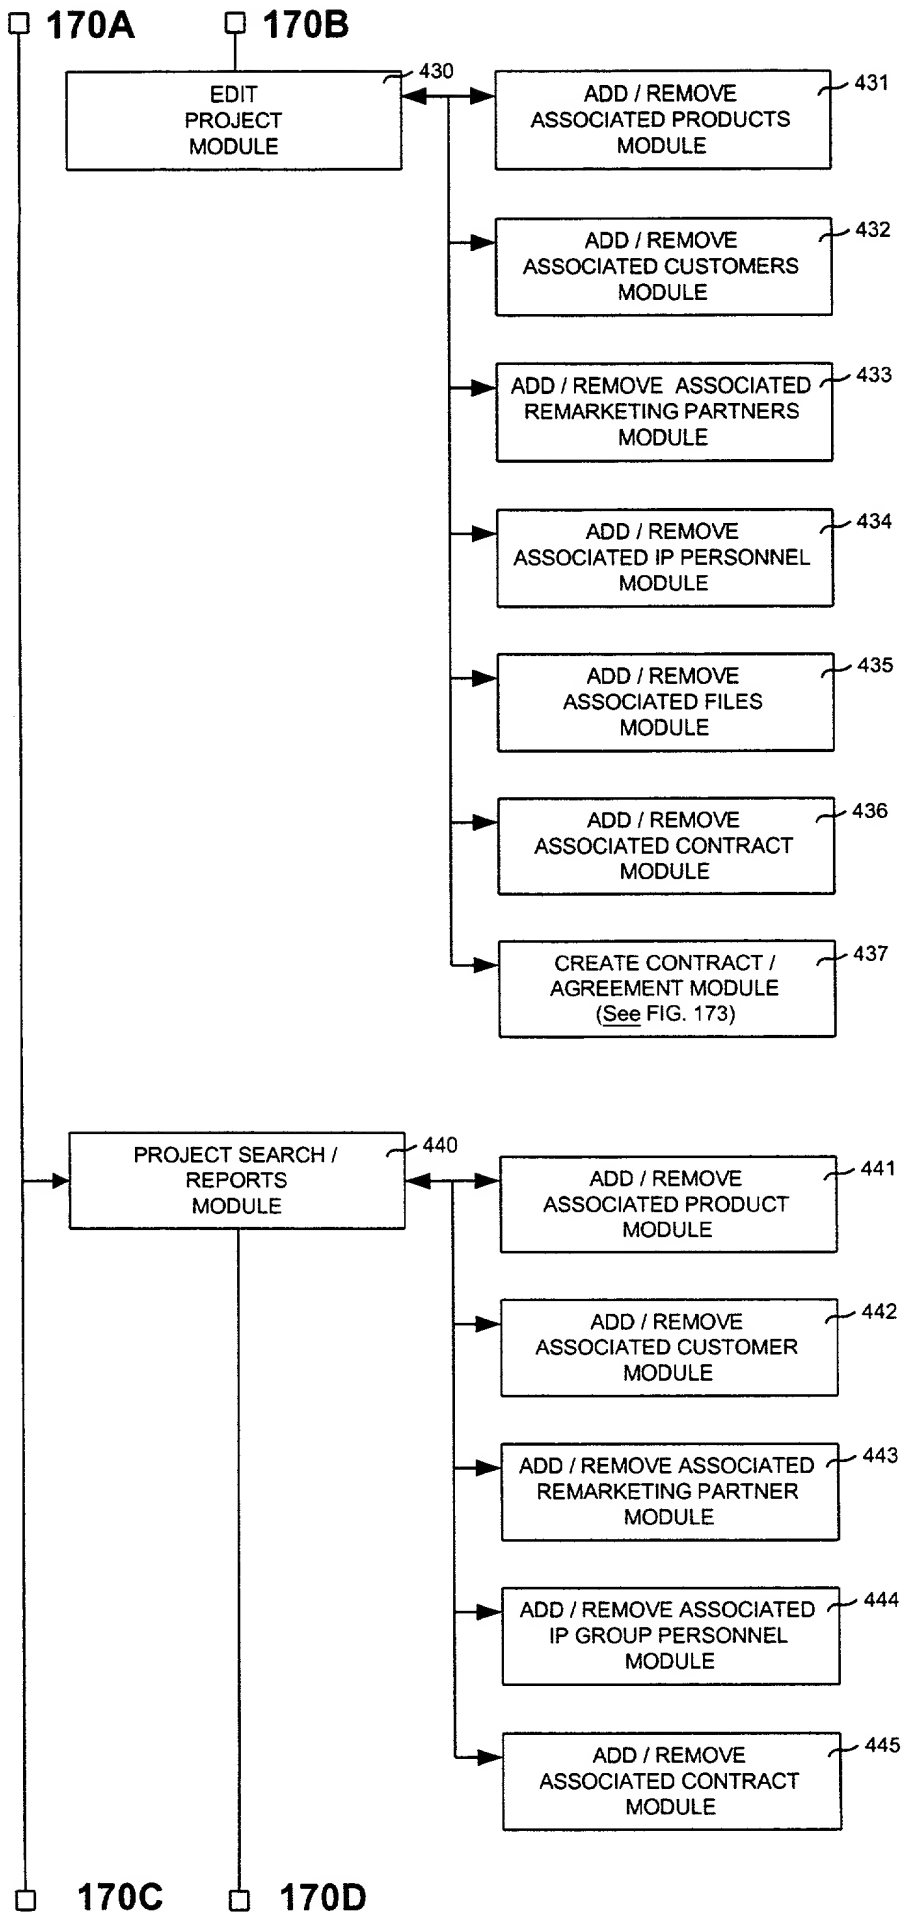 170A
170B
430
EDIT
PROJECT
MODULE
431
ADD / REMOVE
ASSOCIATED PRODUCTS
MODULE
432
ADD / REMOVE
ASSOCIATED CUSTOMERS
MODULE
433
ADD / REMOVE ASSOCIATED
REMARKETING PARTNERS
MODULE
434
ADD / REMOVE
ASSOCIATED IP PERSONNEL
MODULE
435
ADD / REMOVE
ASSOCIATED FILES
MODULE
436
ADD / REMOVE
ASSOCIATED CONTRACT
MODULE
437
CREATE CONTRACT /
AGREEMENT MODULE
(See FIG. 173)
440
PROJECT SEARCH /
REPORTS
MODULE
441
ADD / REMOVE
ASSOCIATED PRODUCT
MODULE
442
ADD / REMOVE
ASSOCIATED CUSTOMER
MODULE
443
ADD / REMOVE ASSOCIATED
REMARKETING PARTNER
MODULE
444
ADD / REMOVE ASSOCIATED
IP GROUP PERSONNEL
MODULE
445
ADD / REMOVE
ASSOCIATED CONTRACT
MODULE
170C
170D